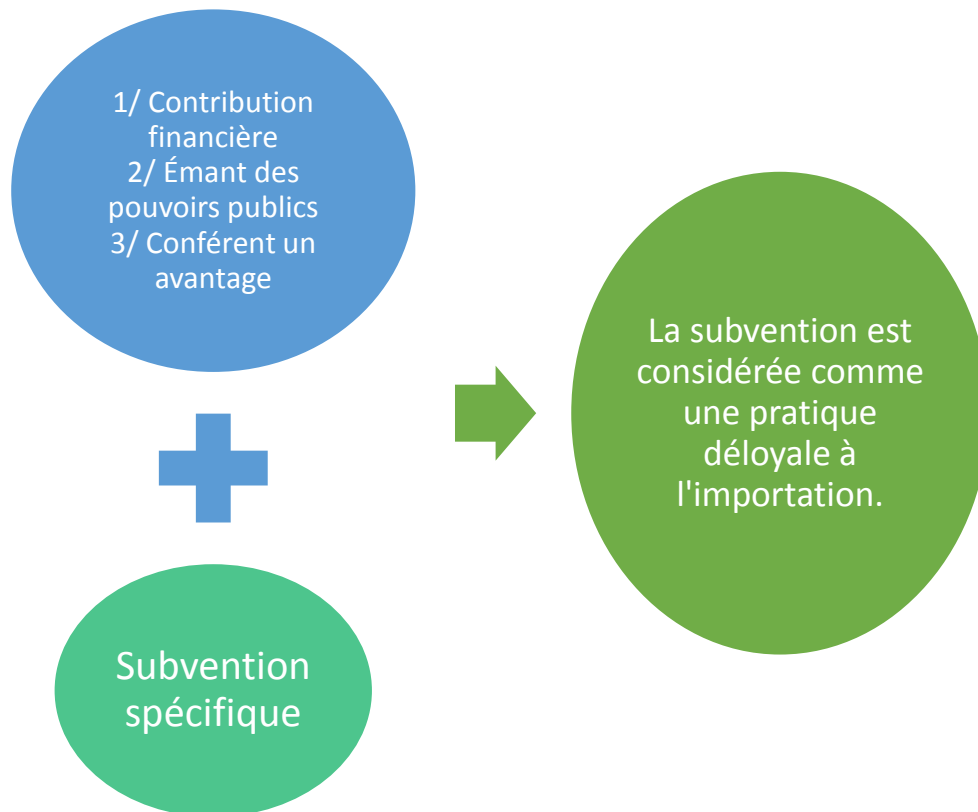 1/ Contribution
financière
2/ Émant des
pouvoirs publics
3/ Conférent un
avantage
Subvention
spécifique
La subvention est
considérée comme
une pratique
déloyale à
l'importation.